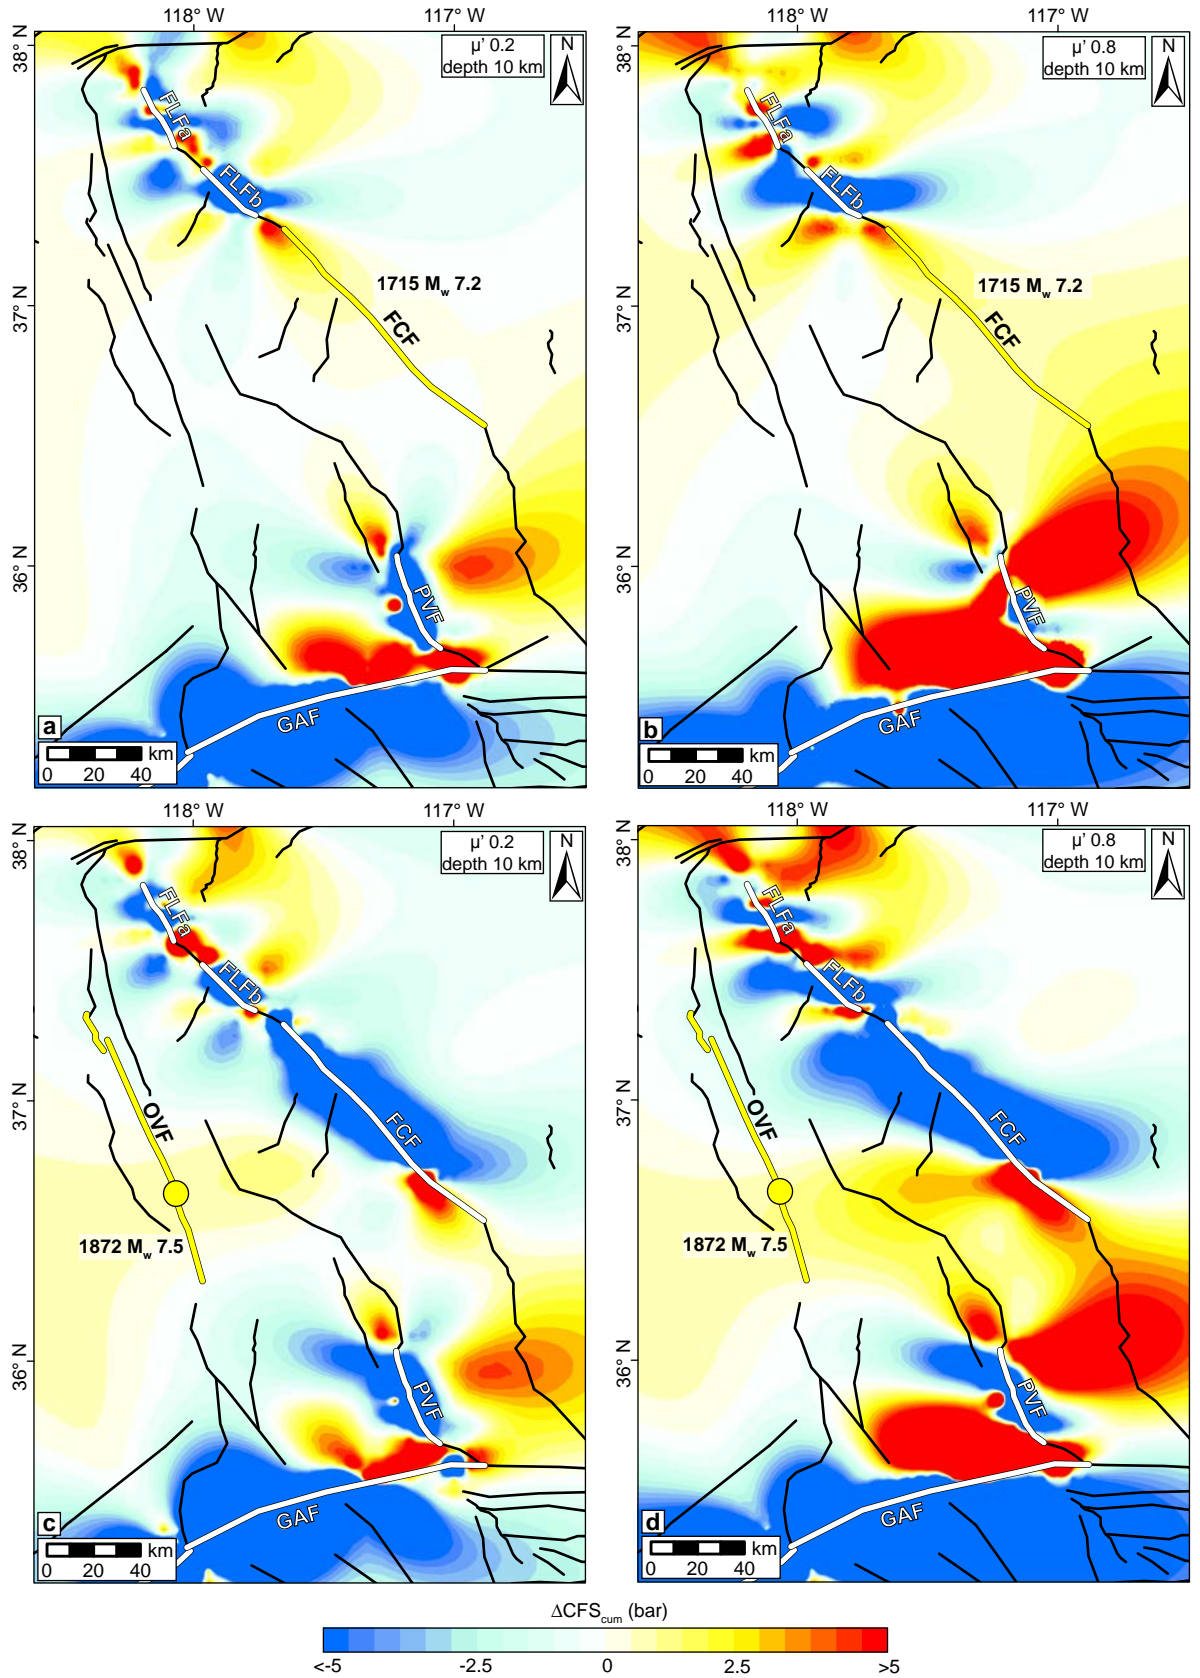 118° W 117° W 118° W 117° W
38° N
μ' 0.2
depth 10 km
N
FLFa
FLFb
1715 Mw 7.2
FCF
37° N
36° N
PVF
GAF
a
km
0 20 40
μ' 0.8
depth 10 km
N
FLFa
FLFb
1715 Mw 7.2
FCF
PVF
GAF
b
km
0 20 40
118° W 117° W 118° W 117° W
38° N
μ' 0.2
depth 10 km
N
FLFa
FLFb
37° N
OVF
FCF
1872 Mw 7.5
36° N
PVF
GAF
c
km
0 20 40
μ' 0.8
depth 10 km
N
FLFa
FLFb
OVF
FCF
1872 Mw 7.5
PVF
GAF
d
km
0 20 40
38° N
37° N
36° N
38° N
37° N
36° N
ΔCFScum (bar)
<-5 -2.5 0 2.5 >5